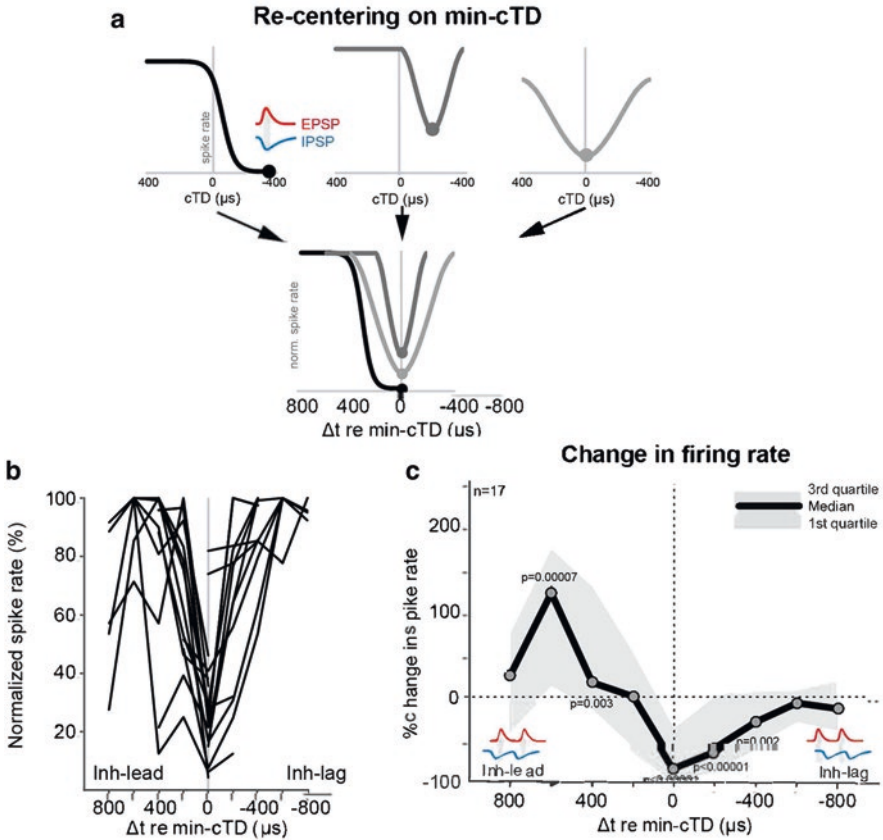 a
Re-centering on min-cTD
spike rate
EPSP
IPSP
400 0 -400
cTD (µs)
400 0 -400
cTD (µs)
400 0 -400
cTD (µs)
norm. spike rate
800 400 0 -400 -800
Δt re min-cTD (µs)
b
Normalized spike rate (%)
100
80
60
40
20
Inh-lead
Inh-lag
800 400 0 -400 -800
Δt re min-cTD (µs)
c
Change in firing rate
n=17
3rd quartile
Median
1st quartile
%c hange ins pike rate
200
100
0
-100
p=0.00007
p=0.003
p=0.002
p<0.00001
Inh-le ad
Inh-lag
800 400 0 -400 -800
Δt re min-cTD (µs)